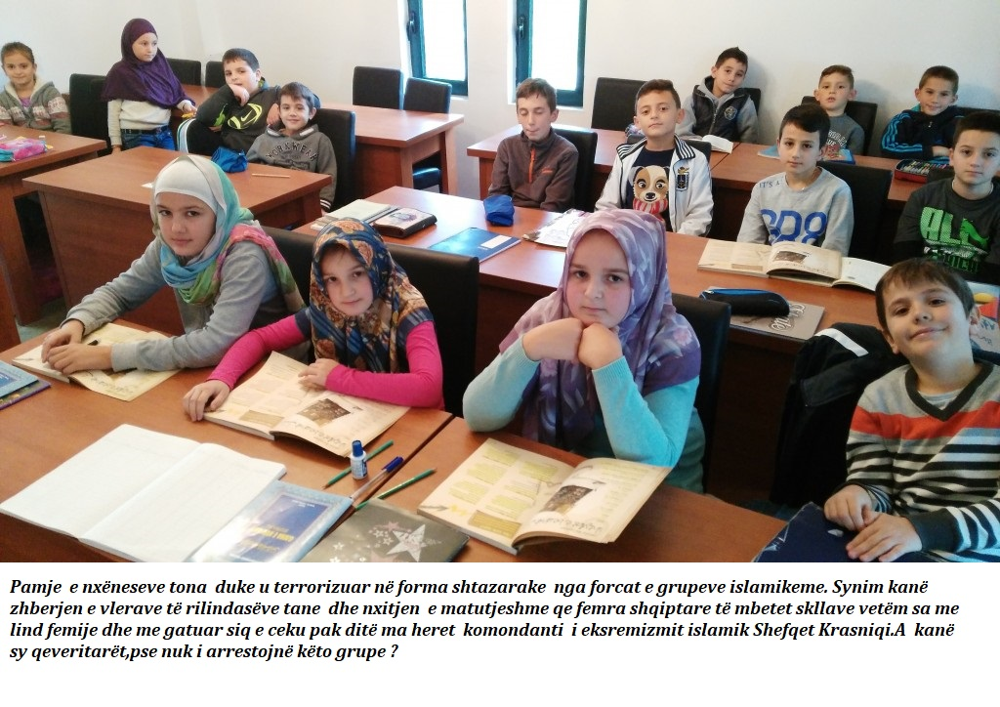 IT'S A
Pamje e nxëneseve tona duke u terrorizuar në forma shtazarake nga forcat e grupeve islamikeme. Synim kanë
zhberjen e vlerave të rilindasëve tane dhe nxitjen e matutjeshme qe femra shqiptare të mbetet skllave vetëm sa me
lind femije dhe me gatuar siq e ceku pak ditë ma heret komondanti i eksremizmit islamik Shefqet Krasniqi.A kanë
sy qeveritarët,pse nuk i arrestojnë këto grupe ?